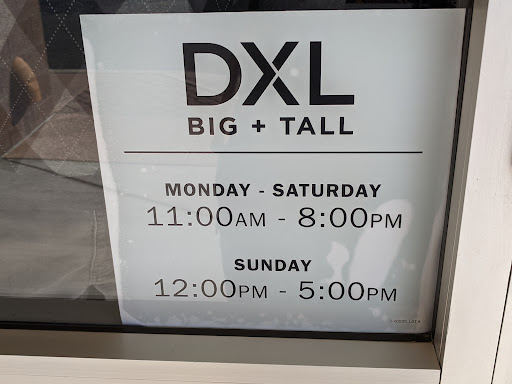 DXL
BIG + TALL
MONDAY - SATURDAY
11:00AM - 8:00PM
SUNDAY
12:00PM - 5:00PM